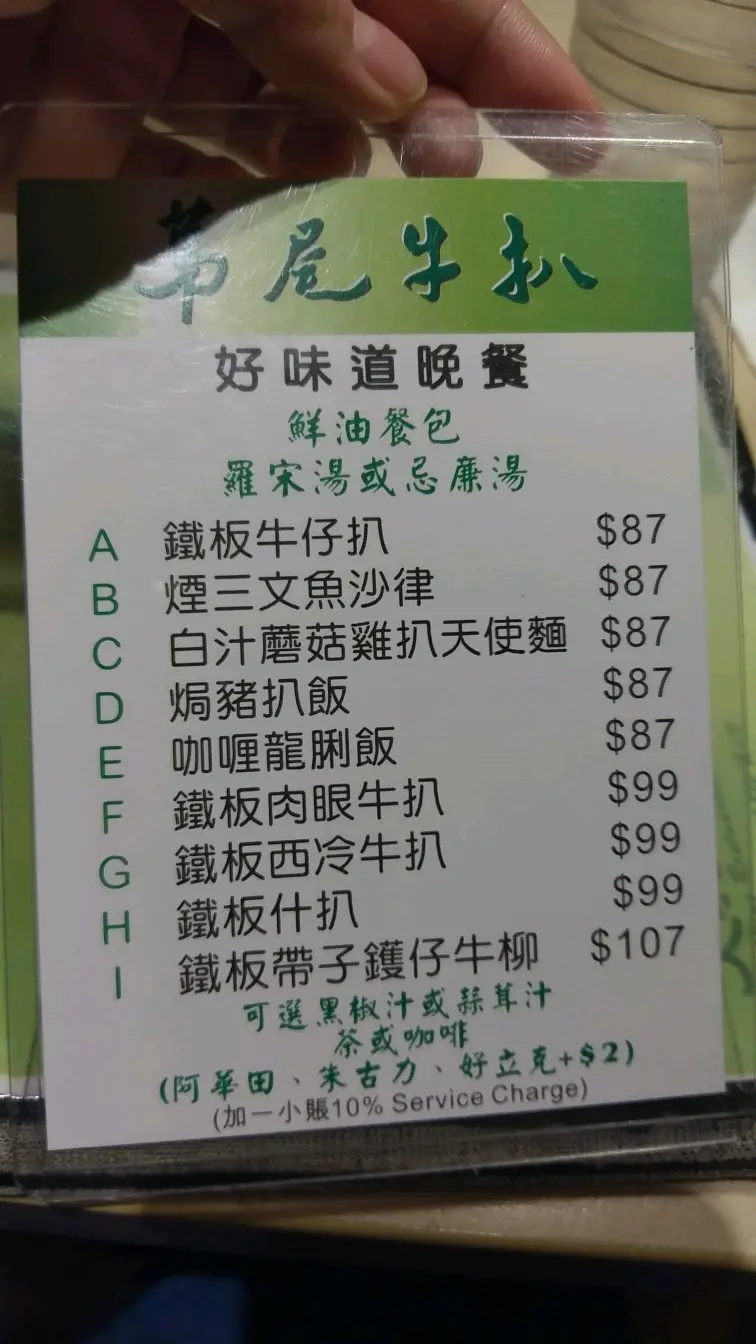 牛扒
好味道晚餐
鮮油餐包
羅宋湯或忌廉湯
A 鐵板牛仔扒 $87
B 煙三文魚沙律 $87
C 白汁蘑菇雞扒天使麵 $87
D 焗豬扒飯 $87
E 咖喱龍脷飯 $87
F 鐵板肉眼牛扒 $99
G 鐵板西冷牛扒 $99
H 鐵板什扒 $99
I 鐵板帶子鑊仔牛柳 $107
可選黑椒汁或蒜茸汁
茶或咖啡
(阿華田、朱古力、好立克+$2)
(加一小賬10% Service Charge)